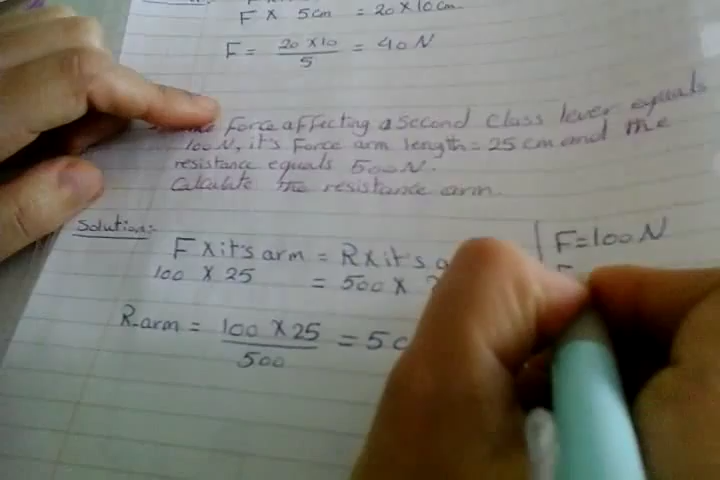 F × 5cm = 20 × 10 cm
F = 20 × 10 / 5 = 40 N
The Force affecting a second class lever equals
100 N, it's Force arm length = 25 cm and the
resistance equals 500 N.
Calculate the resistance arm.
Solution:-
F × it's arm = R × it's
100 × 25 = 500 ×
R.arm = 100 × 25 / 500 = 5 c
F = 100 N